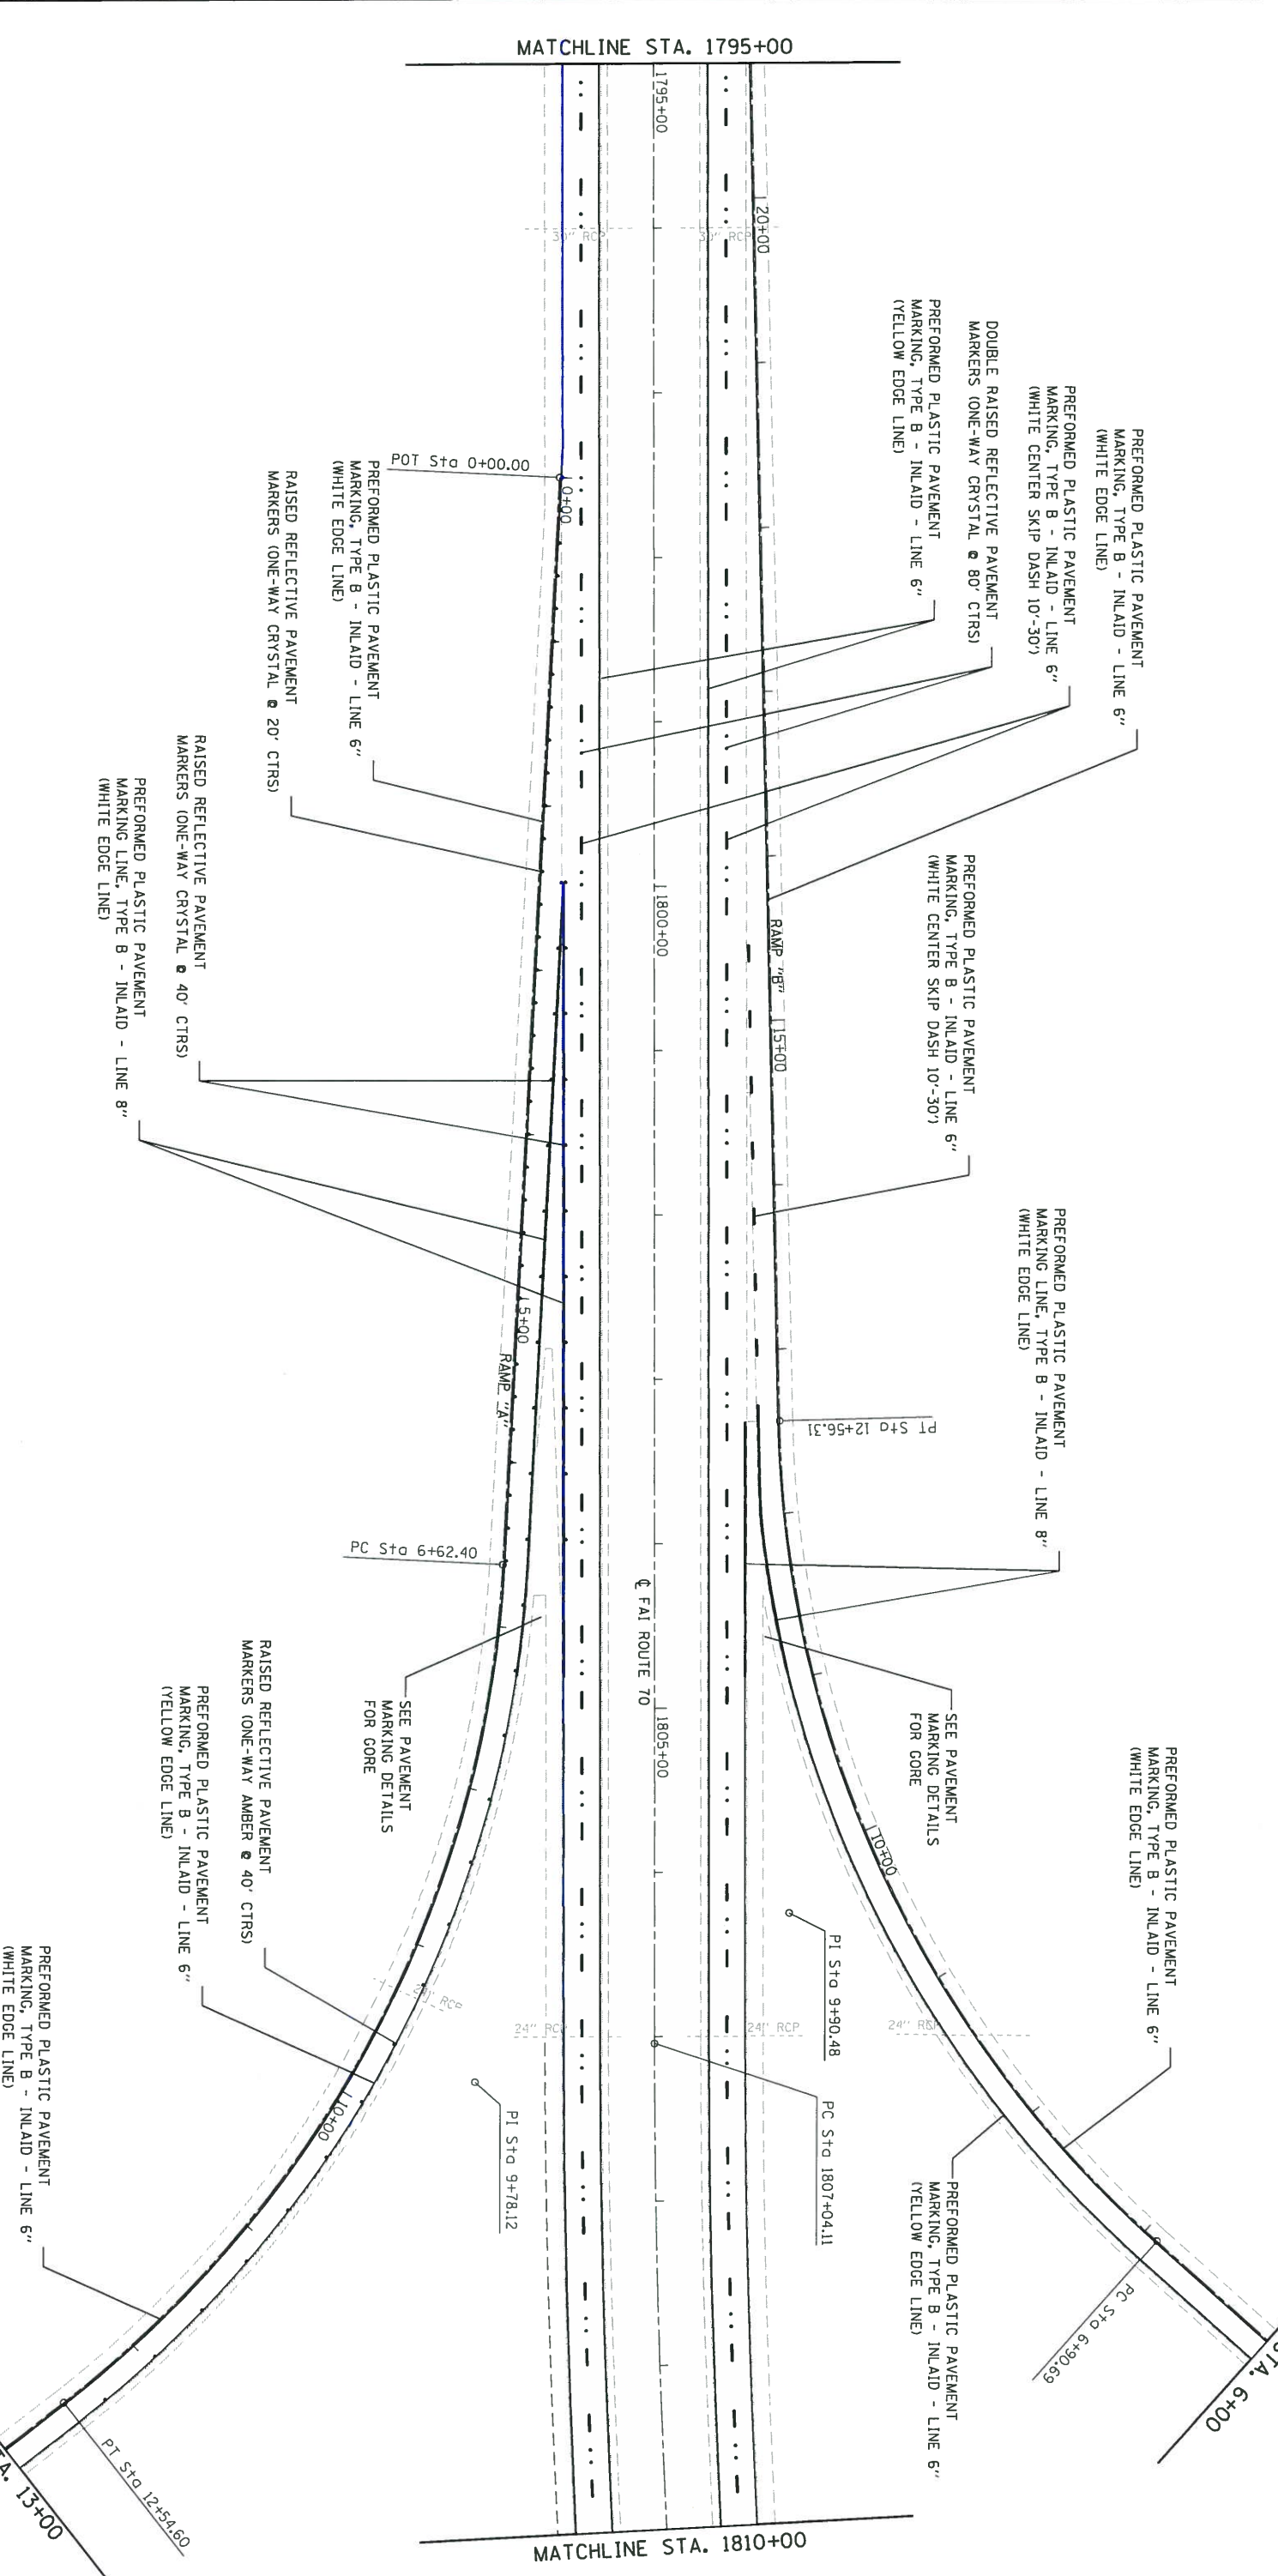 MATCHLINE STA. 1795+00
1795+00
20+00
30" RCP
30" RCP
PREFORMED PLASTIC PAVEMENT
MARKING, TYPE B - INLAID - LINE 6"
(YELLOW EDGE LINE)
DOUBLE RAISED REFLECTIVE PAVEMENT
MARKERS (ONE-WAY CRYSTAL @ 80' CTRS)
PREFORMED PLASTIC PAVEMENT
MARKING, TYPE B - INLAID - LINE 6"
(WHITE CENTER SKIP DASH 10'-30')
PREFORMED PLASTIC PAVEMENT
MARKING, TYPE B - INLAID - LINE 6"
(WHITE EDGE LINE)
POT Sta 0+00.00
0+00
PREFORMED PLASTIC PAVEMENT
MARKING, TYPE B - INLAID - LINE 6"
(WHITE EDGE LINE)
RAISED REFLECTIVE PAVEMENT
MARKERS (ONE-WAY CRYSTAL @ 20' CTRS)
RAISED REFLECTIVE PAVEMENT
MARKERS (ONE-WAY CRYSTAL @ 40' CTRS)
PREFORMED PLASTIC PAVEMENT
MARKING LINE, TYPE B - INLAID - LINE 8"
(WHITE EDGE LINE)
1800+00
RAMP "B"
15+00
PREFORMED PLASTIC PAVEMENT
MARKING, TYPE B - INLAID - LINE 6"
(WHITE CENTER SKIP DASH 10'-30')
PREFORMED PLASTIC PAVEMENT
MARKING LINE, TYPE B - INLAID - LINE 8"
(WHITE EDGE LINE)
5+00
RAMP "A"
PT Sta 12+56.31
PC Sta 6+62.40
℄ FAI ROUTE 70
1805+00
SEE PAVEMENT
MARKING DETAILS
FOR GORE
SEE PAVEMENT
MARKING DETAILS
FOR GORE
RAISED REFLECTIVE PAVEMENT
MARKERS (ONE-WAY AMBER @ 40' CTRS)
PREFORMED PLASTIC PAVEMENT
MARKING, TYPE B - INLAID - LINE 6"
(YELLOW EDGE LINE)
PREFORMED PLASTIC PAVEMENT
MARKING, TYPE B - INLAID - LINE 6"
(WHITE EDGE LINE)
10+00
PI Sta 9+90.48
24" RCP
24" RCP
24" RCP
24" RCP
PREFORMED PLASTIC PAVEMENT
MARKING, TYPE B - INLAID - LINE 6"
(WHITE EDGE LINE)
10+00
PI Sta 9+78.12
PC Sta 1807+04.11
PREFORMED PLASTIC PAVEMENT
MARKING, TYPE B - INLAID - LINE 6"
(YELLOW EDGE LINE)
PC Sta 6+90.69
6+00
PT Sta 12+54.60
13+00
MATCHLINE STA. 1810+00